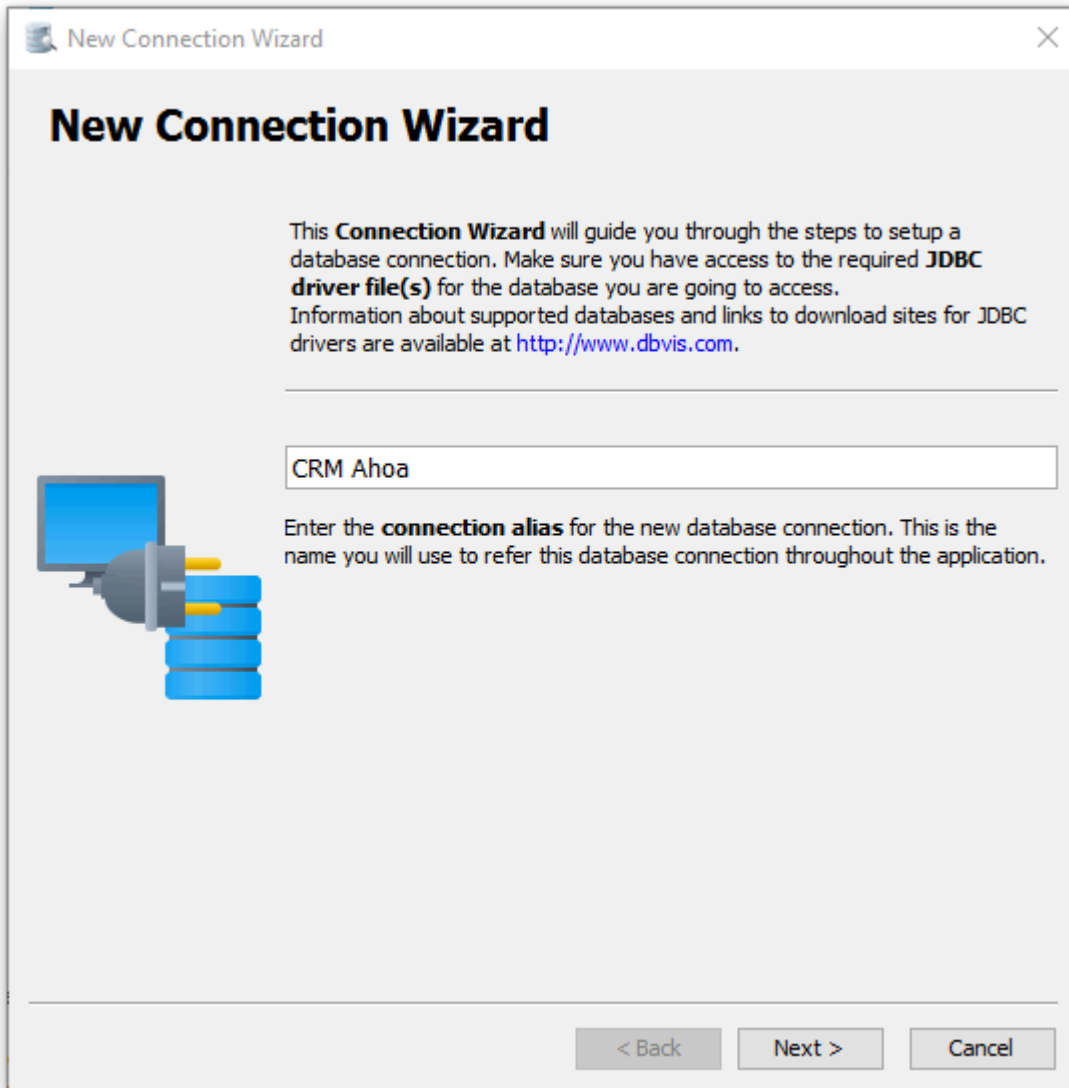 New Connection Wizard
New Connection Wizard
This Connection Wizard will guide you through the steps to setup a
database connection. Make sure you have access to the required JDBC
driver file(s) for the database you are going to access.
Information about supported databases and links to download sites for JDBC
drivers are available at http://www.dbvis.com.
CRM Ahoa
Enter the connection alias for the new database connection. This is the
name you will use to refer this database connection throughout the application.
< Back
Next >
Cancel